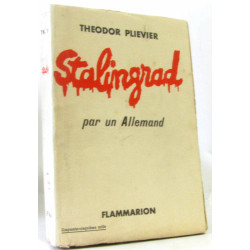 THEODOR PLIEVIER
Stalingrad
par un Allemand
FLAMMARION